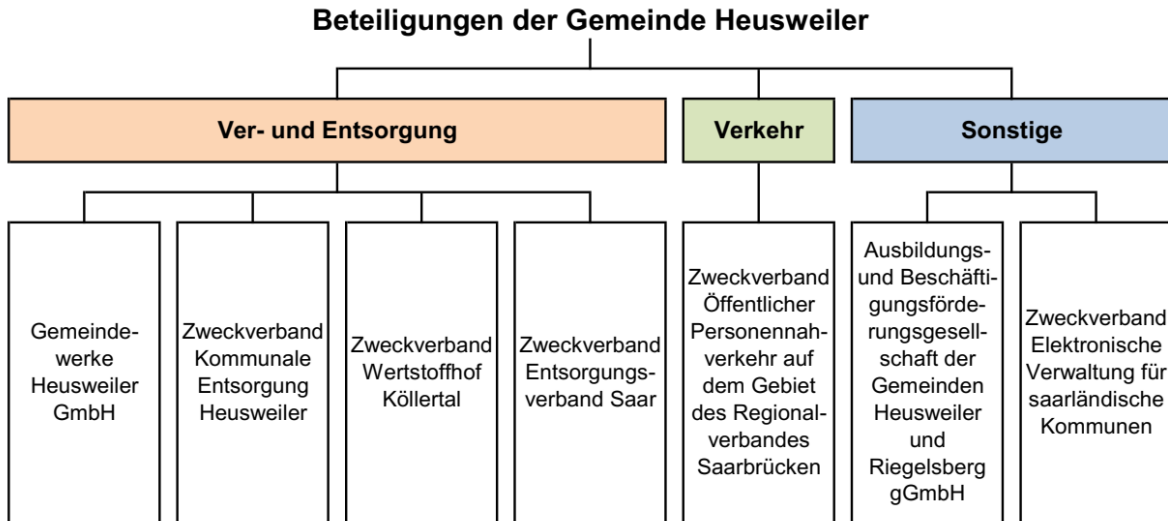 Beteiligungen der Gemeinde Heusweiler
Ver- und Entsorgung
Verkehr
Sonstige
Gemeinde-
werke
Heusweiler
GmbH
Zweckverband
Kommunale
Entsorgung
Heusweiler
Zweckverband
Wertstoffhof
Köllertal
Zweckverband
Entsorgungs-
verband Saar
Zweckverband
Öffentlicher
Personennah-
verkehr auf
dem Gebiet
des Regional-
verbandes
Saarbrücken
Ausbildungs-
und Beschäfti-
gungsförde-
rungsgesell-
schaft der
Gemeinden
Heusweiler
und
Riegelsberg
gGmbH
Zweckverband
Elektronische
Verwaltung für
saarländische
Kommunen